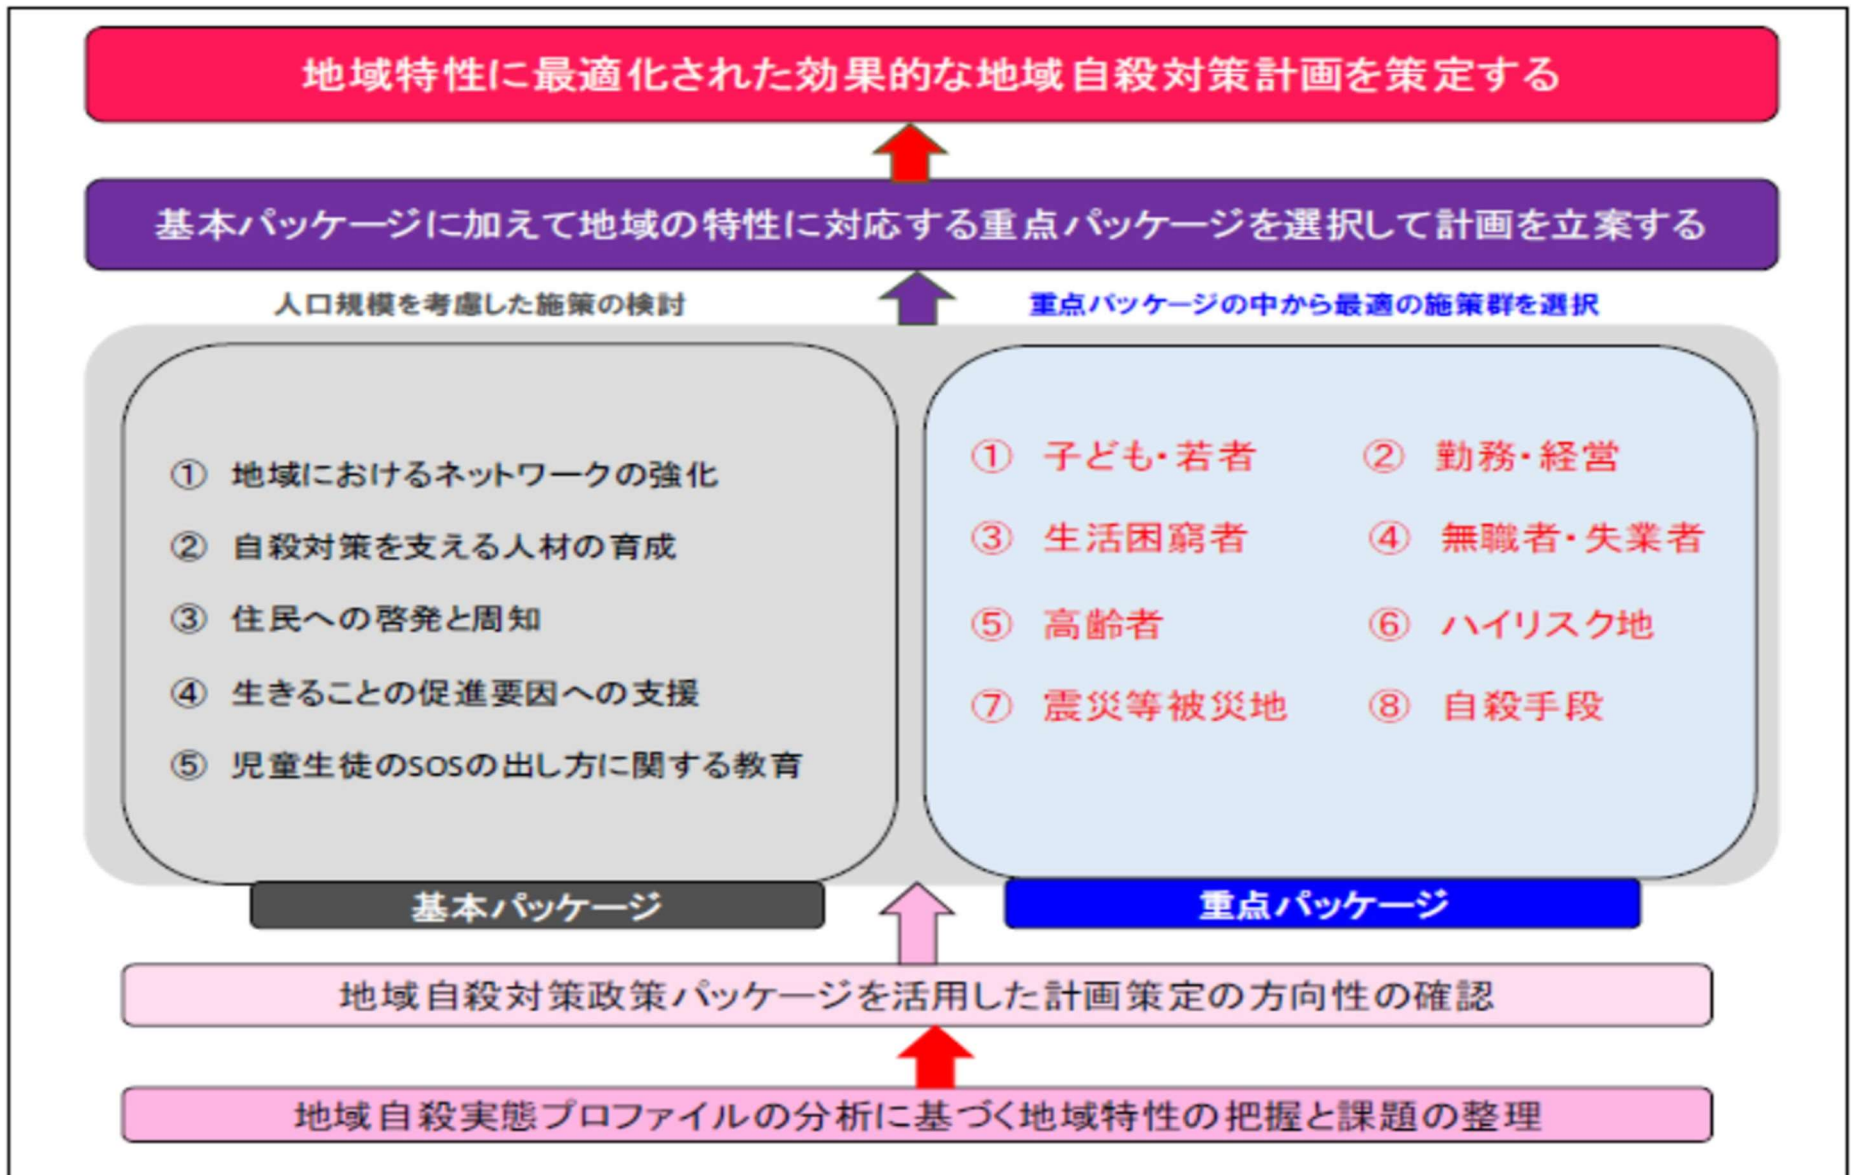 地域特性に最適化された効果的な地域自殺対策計画を策定する
基本パッケージに加えて地域の特性に対応する重点パッケージを選択して計画を立案する
人口規模を考慮した施策の検討
重点パッケージの中から最適の施策群を選択
① 地域におけるネットワークの強化
② 自殺対策を支える人材の育成
③ 住民への啓発と周知
④ 生きることの促進要因への支援
⑤ 児童生徒のSOSの出し方に関する教育
基本パッケージ
① 子ども・若者 ② 勤務・経営
③ 生活困窮者 ④ 無職者・失業者
⑤ 高齢者 ⑥ ハイリスク地
⑦ 震災等被災地 ⑧ 自殺手段
重点パッケージ
地域自殺対策政策パッケージを活用した計画策定の方向性の確認
地域自殺実態プロファイルの分析に基づく地域特性の把握と課題の整理